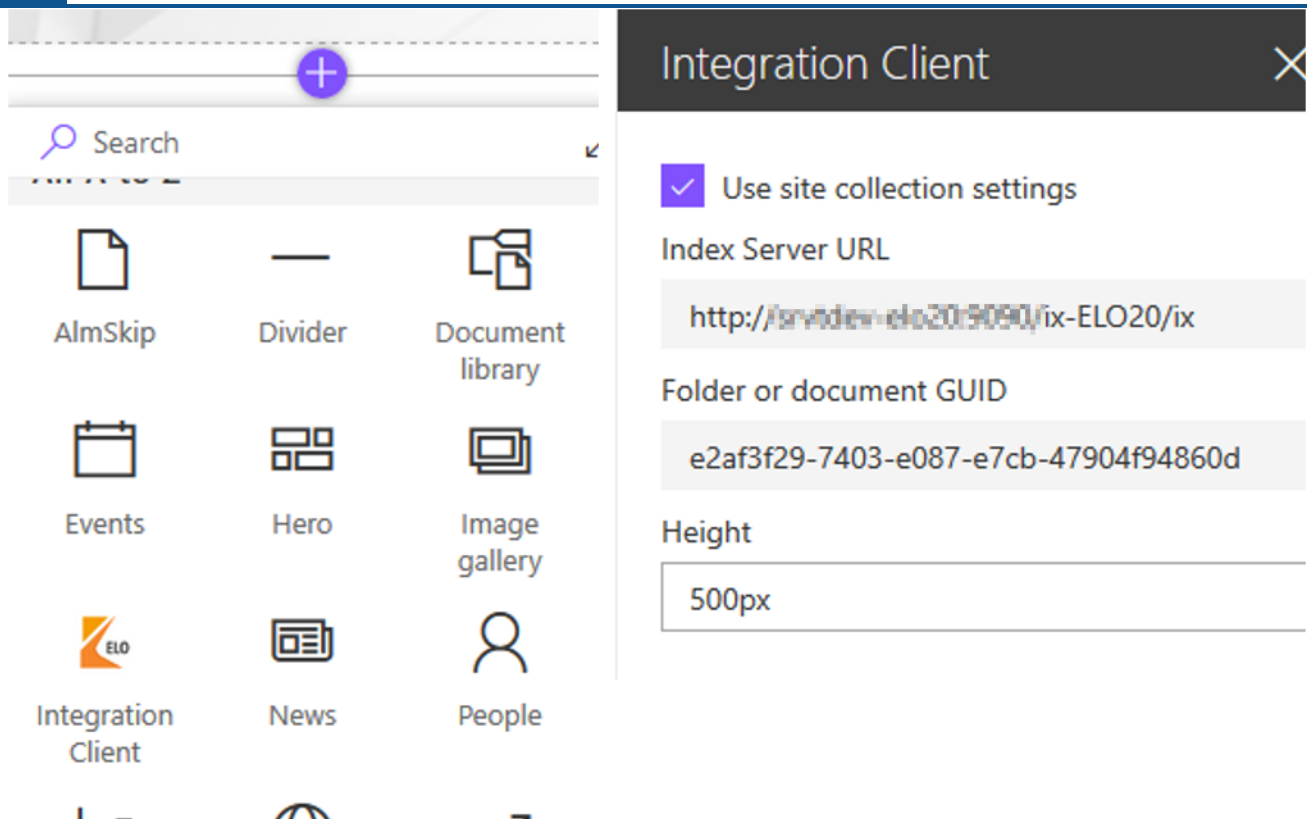 Search
AlmSkip
Divider
Document
library
Events
Hero
Image
gallery
ELO
Integration
Client
News
People
Integration Client
Use site collection settings
Index Server URL
http:// /ix-ELO20/ix
Folder or document GUID
e2af3f29-7403-e087-e7cb-47904f94860d
Height
500px